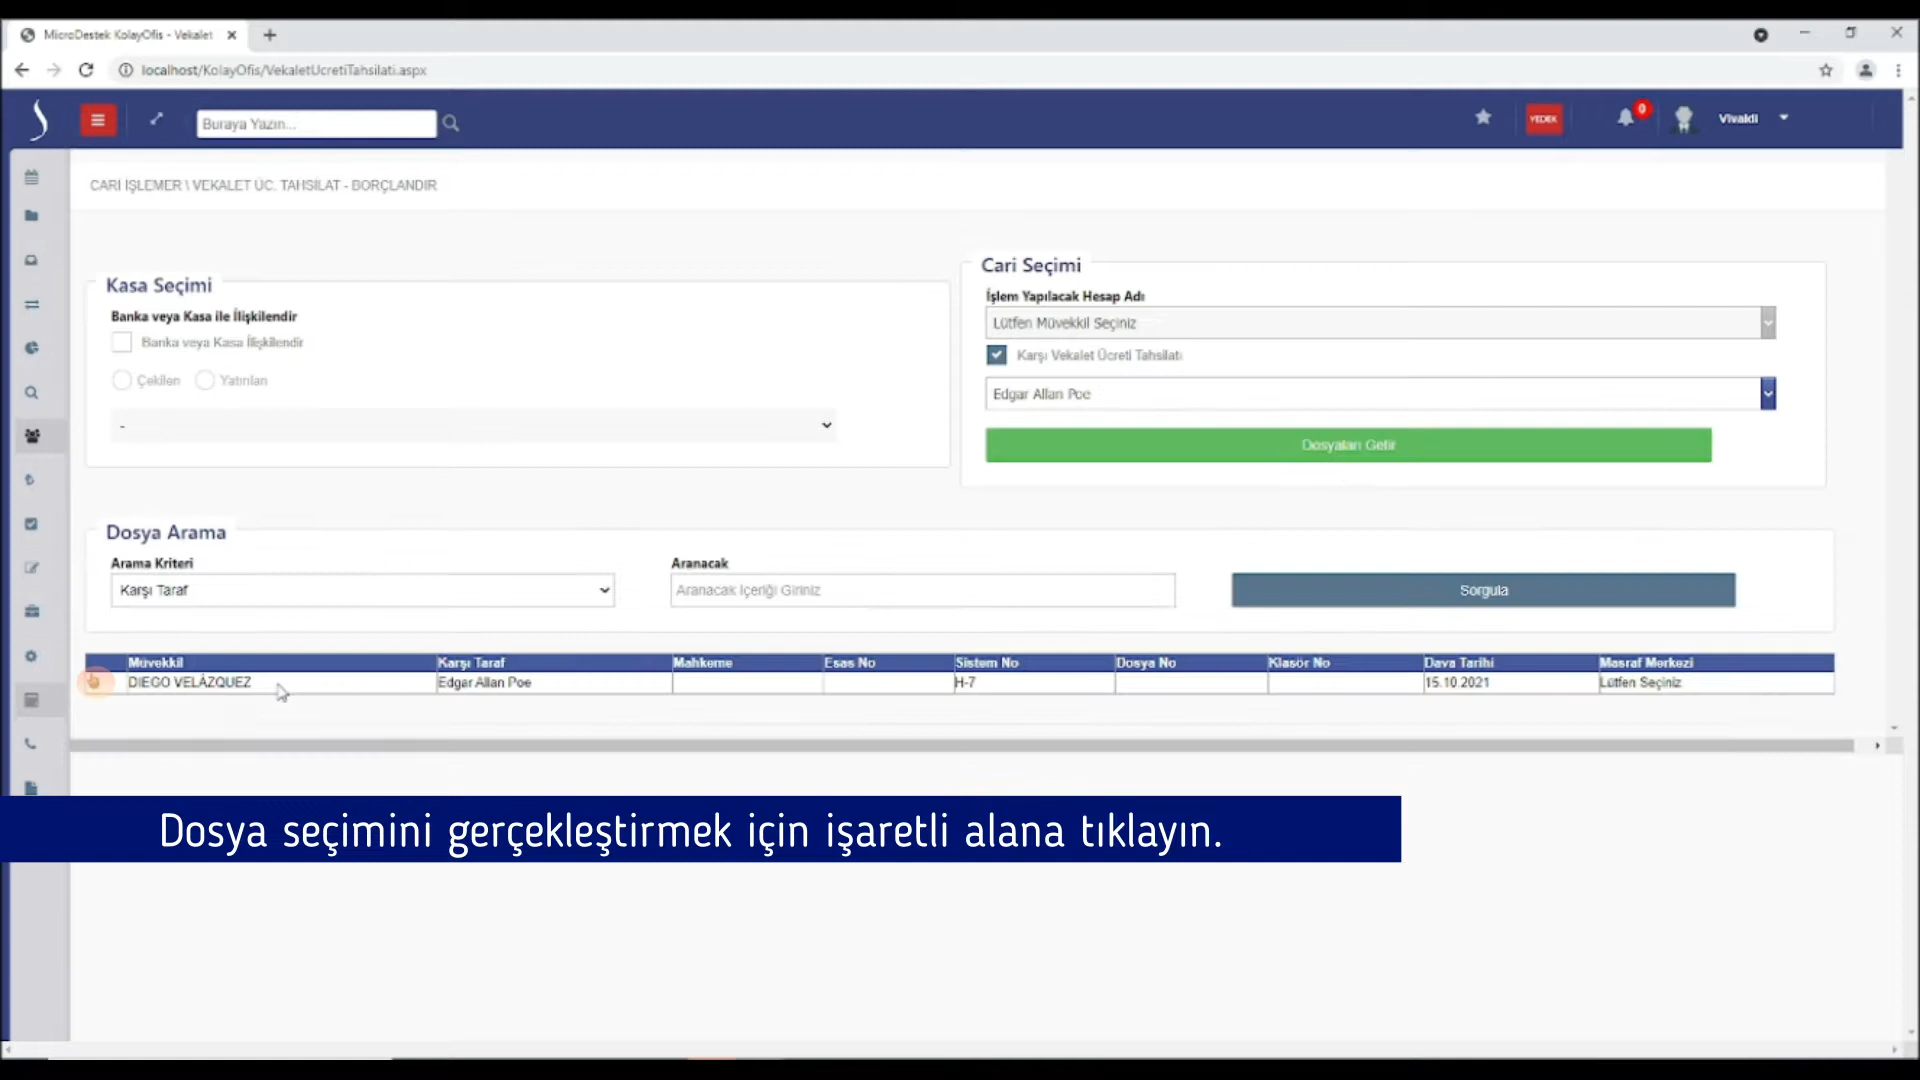 MicroDestek KolayOfis - Vekalet
localhost/KolayOfis/VekaletUcretiTahsilati.aspx
Buraya Yazın...
YEDEK
0
Vivaldi
CARİ İŞLEMER \ VEKALET ÜC. TAHSİLAT - BORÇLANDIR
Kasa Seçimi
Banka veya Kasa ile İlişkilendir
Banka veya Kasa İlişkilendir
Çekilen
Yatırılan
-
Cari Seçimi
İşlem Yapılacak Hesap Adı
Lütfen Müvekkil Seçiniz
Karşı Vekalet Ücreti Tahsilatı
Edgar Allan Poe
Dosyaları Getir
Dosya Arama
Arama Kriteri
Aranacak
Karşı Taraf
Aranacak İçeriği Giriniz
Sorgula
Müvekkil Karşı Taraf Mahkeme Esas No Sistem No Dosya No Klasör No Dava Tarihi Masraf Merkezi
DIEGO VELÁZQUEZ Edgar Allan Poe H-7 15.10.2021 Lütfen Seçiniz
Dosya seçimini gerçekleştirmek için işaretli alana tıklayın.